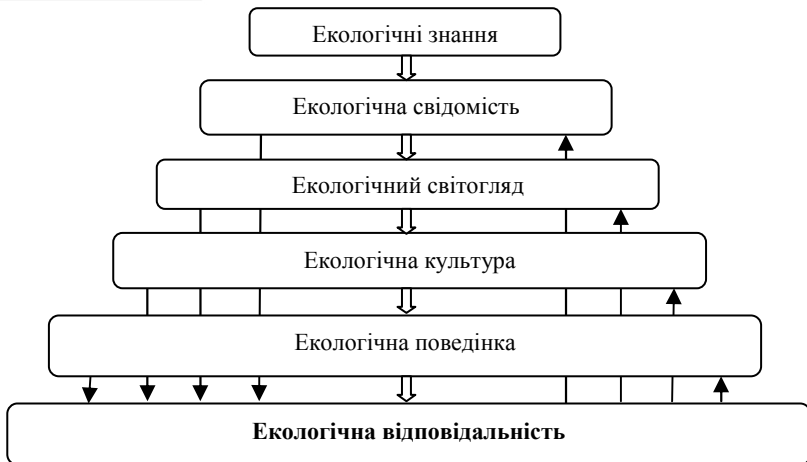 Екологічні знання
Екологічна свідомість
Екологічний світогляд
Екологічна культура
Екологічна поведінка
Екологічна відповідальність